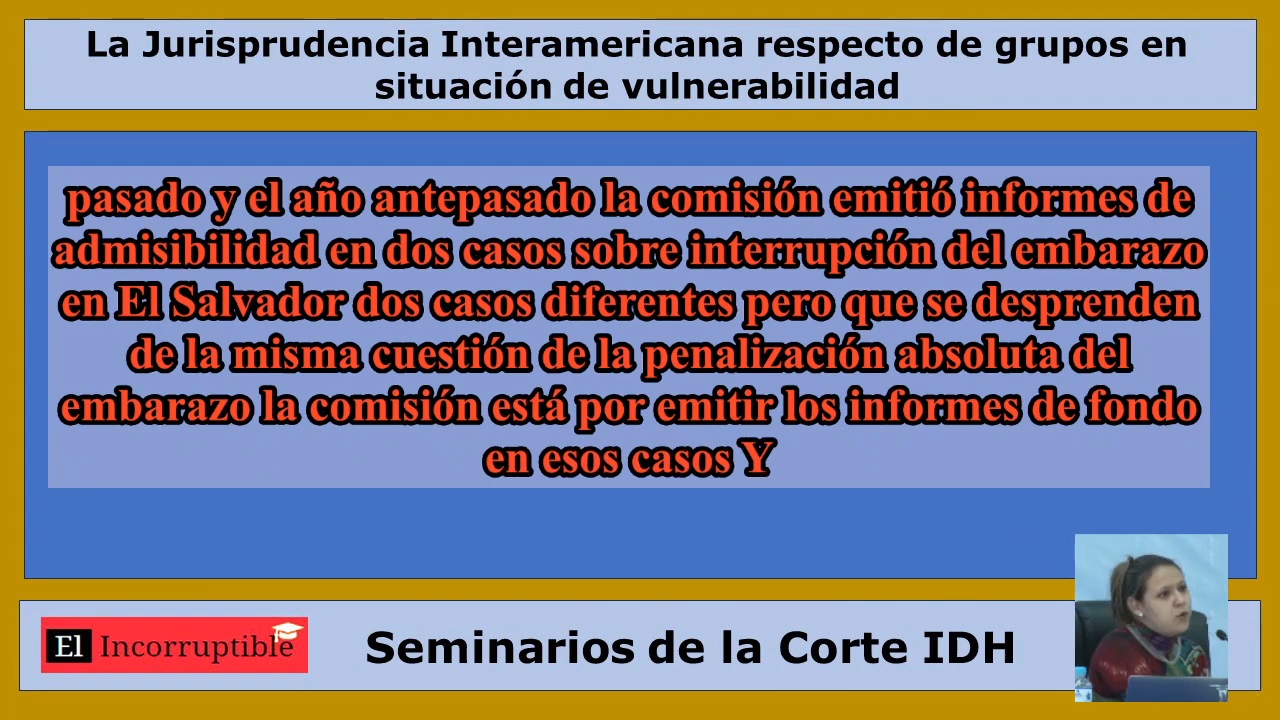 La Jurisprudencia Interamericana respecto de grupos en
situación de vulnerabilidad
pasado y el año antepasado la comisión emitió informes de
admisibilidad en dos casos sobre interrupción del embarazo
en El Salvador dos casos diferentes pero que se desprenden
de la misma cuestión de la penalización absoluta del
embarazo la comisión está por emitir los informes de fondo
en esos casos Y
El Incorruptible
Seminarios de la Corte IDH